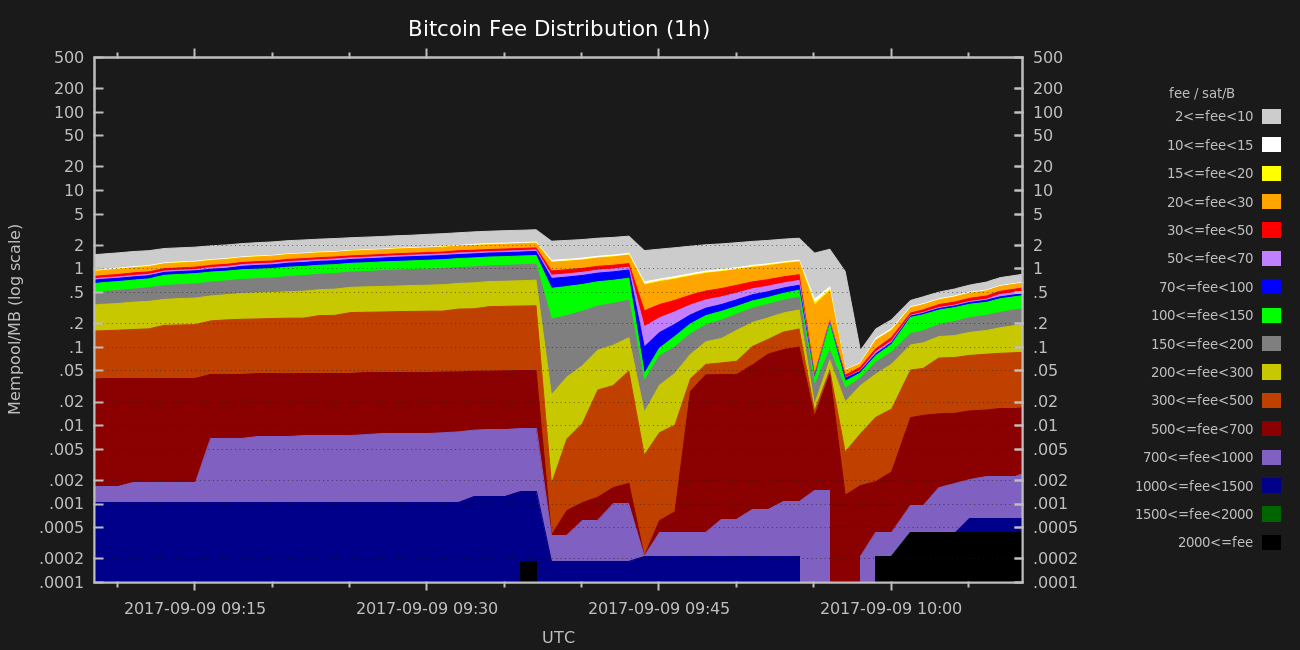 Bitcoin Fee Distribution (1h)
500 500
200 200
100 100
50 50
20 20
10 10
5 5
2 2
1 1
.5 .5
.2 .2
.1 .1
.05 .05
.02 .02
.01 .01
.005 .005
.002 .002
.001 .001
.0005 .0005
.0002 .0002
.0001 .0001
Mempool/MB (log scale)
2017-09-09 09:15 2017-09-09 09:30 2017-09-09 09:45 2017-09-09 10:00
UTC
fee / sat/B
2<=fee<10
10<=fee<15
15<=fee<20
20<=fee<30
30<=fee<50
50<=fee<70
70<=fee<100
100<=fee<150
150<=fee<200
200<=fee<300
300<=fee<500
500<=fee<700
700<=fee<1000
1000<=fee<1500
1500<=fee<2000
2000<=fee